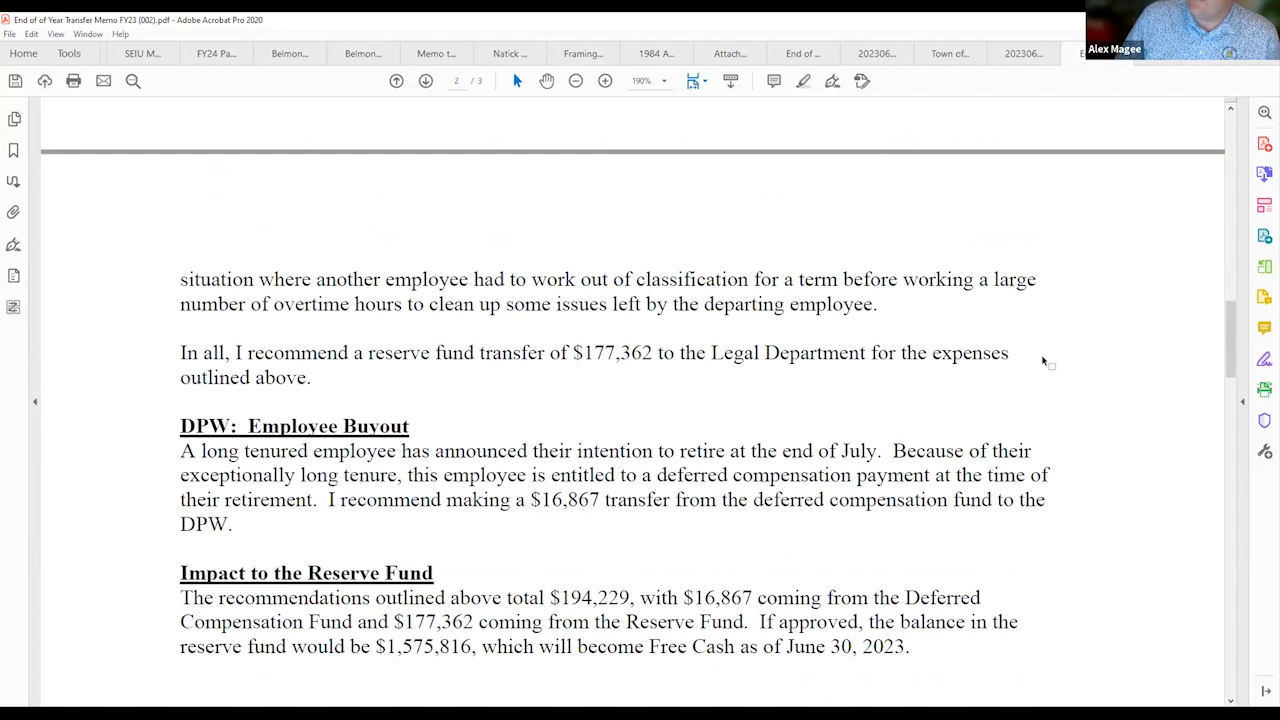 End of of Year Transfer Memo FY23 (002).pdf - Adobe Acrobat Pro 2020
File Edit View Window Help
Home Tools SEIU M... FY24 Pa... Belmon... Belmon... Memo t... Natick ... Framing... 1984 A... Attach... End of ... 202306... Town of... 202306...
Alex Magee
2 / 3 190%
situation where another employee had to work out of classification for a term before working a large
number of overtime hours to clean up some issues left by the departing employee.
In all, I recommend a reserve fund transfer of $177,362 to the Legal Department for the expenses
outlined above.
DPW: Employee Buyout
A long tenured employee has announced their intention to retire at the end of July. Because of their
exceptionally long tenure, this employee is entitled to a deferred compensation payment at the time of
their retirement. I recommend making a $16,867 transfer from the deferred compensation fund to the
DPW.
Impact to the Reserve Fund
The recommendations outlined above total $194,229, with $16,867 coming from the Deferred
Compensation Fund and $177,362 coming from the Reserve Fund. If approved, the balance in the
reserve fund would be $1,575,816, which will become Free Cash as of June 30, 2023.